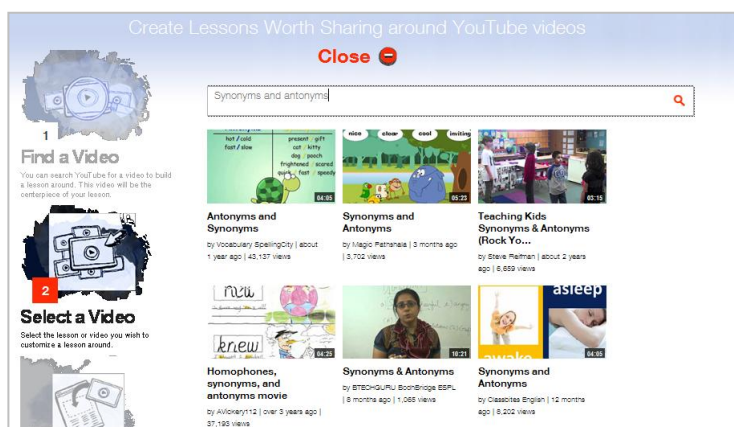 Create Lessons Worth Sharing around YouTube videos
Close
Synonyms and antonyms
1
Find a Video
You can search YouTube for a video to build
a lesson around. This video will be the
centerpiece of your lesson.
2
Select a Video
Select the lesson or video you wish to
customize a lesson around.
hot / cold
fast / slow
present / gift
cat / kitty
dog / pooch
frightened / scared
quick / fast / speedy
04:05
Antonyms and
Synonyms
by Vocabulary SpellingCity | about
1 year ago | 43,137 views
nice
clear
cool
inviting
05:23
Synonyms and
Antonyms
by Magic Pathshala | 3 months ago
| 3,702 views
03:15
Teaching Kids
Synonyms & Antonyms
(Rock Yo...
by Steve Reifman | about 2 years
ago | 6,659 views
new
knew
04:25
Homophones,
synonyms, and
antonyms movie
by AVickery112 | over 3 years ago |
37,193 views
10:21
Synonyms & Antonyms
by BTECHGURU BodhBridge ESPL
| 8 months ago | 1,065 views
asleep
awake
04:05
Synonyms and
Antonyms
by Classbites English | 12 months
ago | 8,202 views